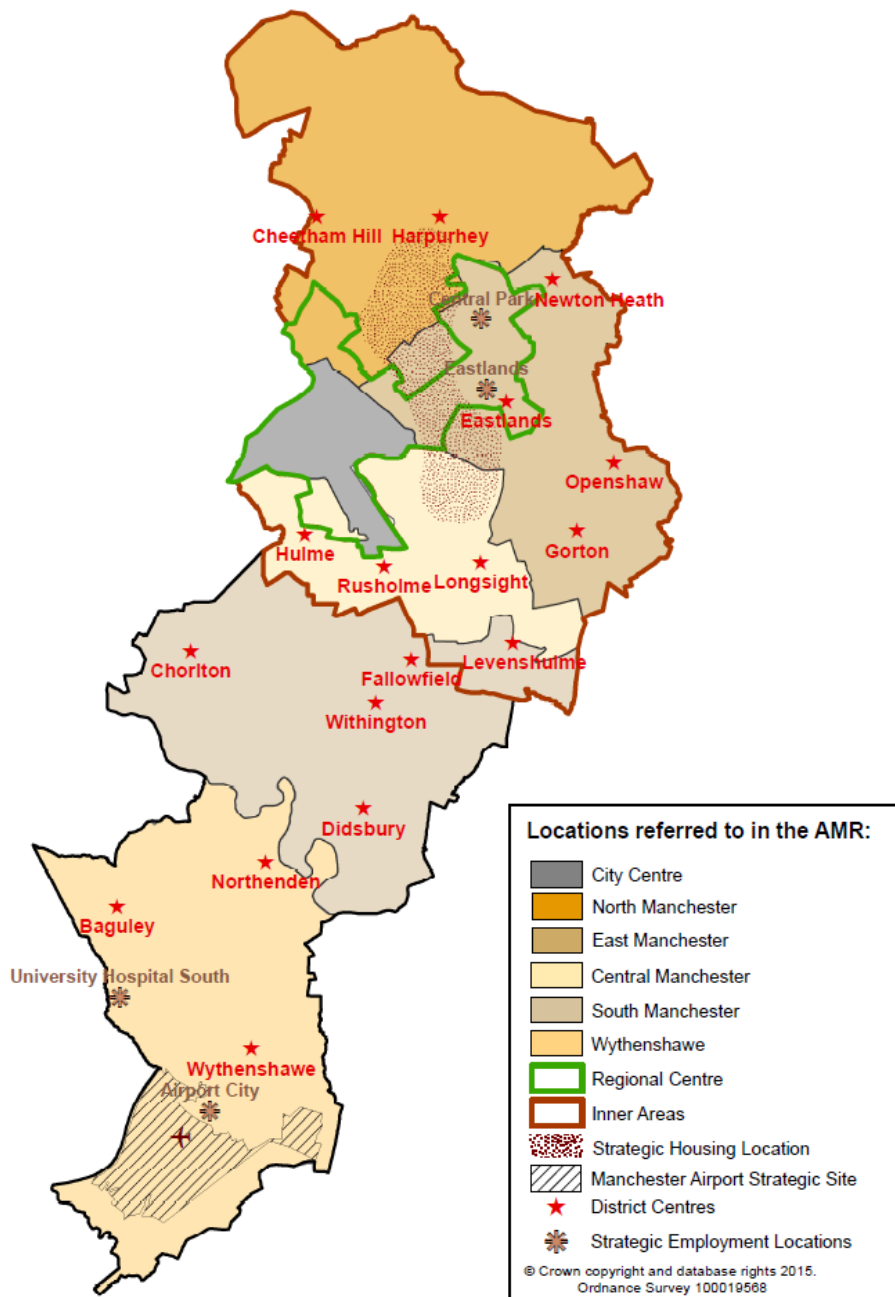 Cheetham Hill
Harpurhey
Central Park
Newton Heath
Eastlands
Eastlands
Openshaw
Gorton
Hulme
Rusholme
Longsight
Chorlton
Fallowfield
Levenshulme
Withington
Didsbury
Northenden
Baguley
University Hospital South
Wythenshawe
Airport City
Locations referred to in the AMR:
City Centre
North Manchester
East Manchester
Central Manchester
South Manchester
Wythenshawe
Regional Centre
Inner Areas
Strategic Housing Location
Manchester Airport Strategic Site
District Centres
Strategic Employment Locations
© Crown copyright and database rights 2015.
Ordnance Survey 100019568